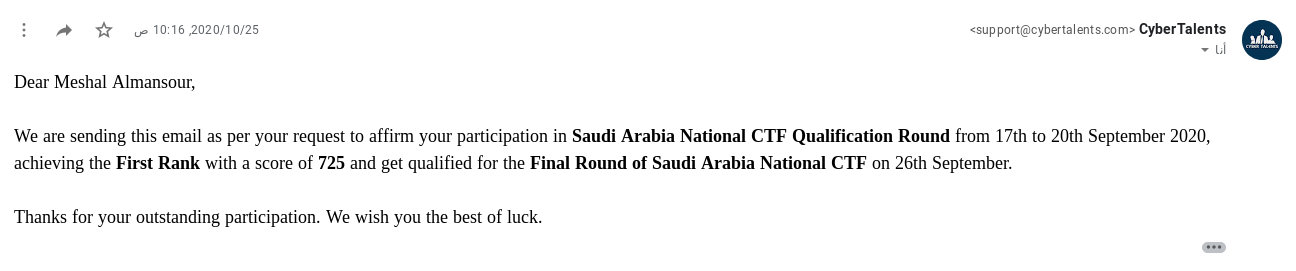 CyberTalents <support@cybertalents.com>
2020/10/25, 10:16 ص
أنا
CYBER TALENTS
Dear Meshal Almansour,
We are sending this email as per your request to affirm your participation in Saudi Arabia National CTF Qualification Round from 17th to 20th September 2020,
achieving the First Rank with a score of 725 and get qualified for the Final Round of Saudi Arabia National CTF on 26th September.
Thanks for your outstanding participation. We wish you the best of luck.